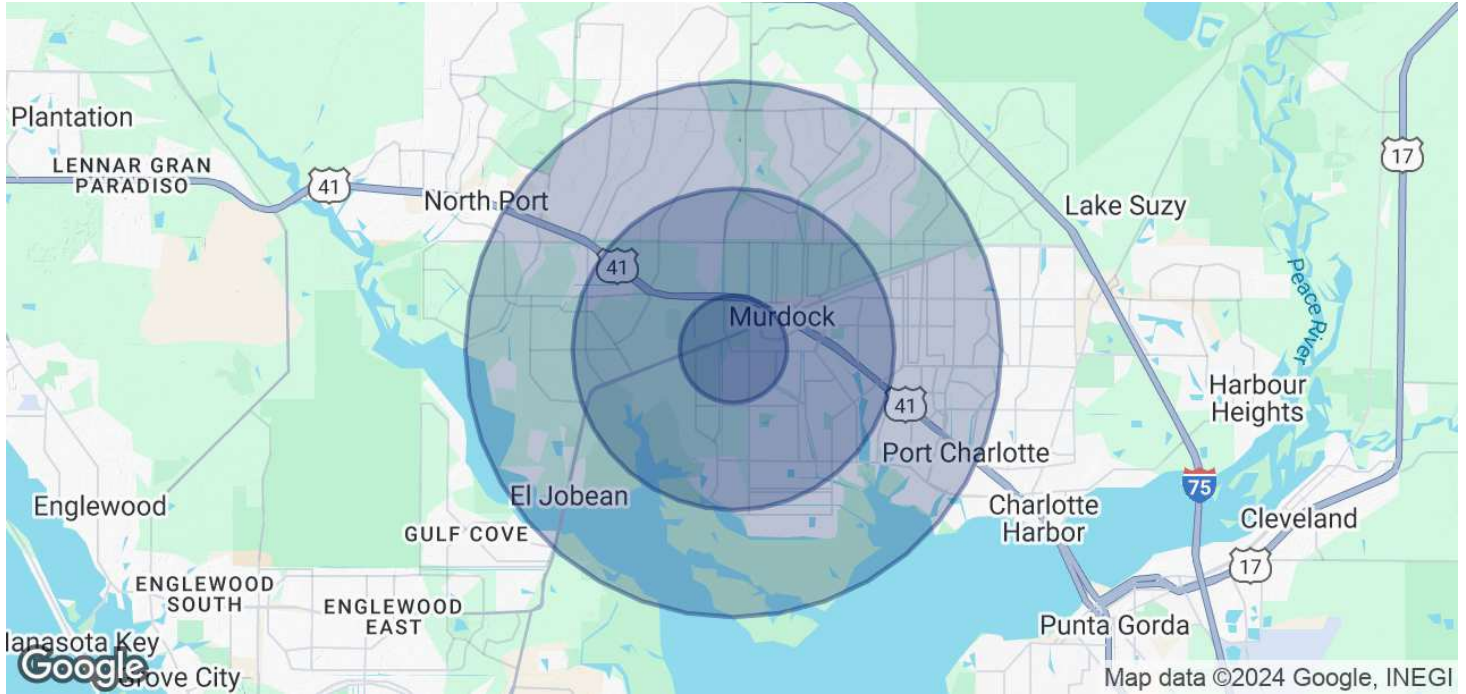 Plantation
LENNAR GRAN
PARADISO
41
North Port
17
Lake Suzy
41
Peace River
Murdock
Harbour
Heights
41
Port Charlotte
75
El Jobean
Englewood
Charlotte
Harbor
Cleveland
GULF COVE
17
ENGLEWOOD
SOUTH
ENGLEWOOD
EAST
Punta Gorda
Manasota Key
Google
Grove City
Map data ©2024 Google, INEGI